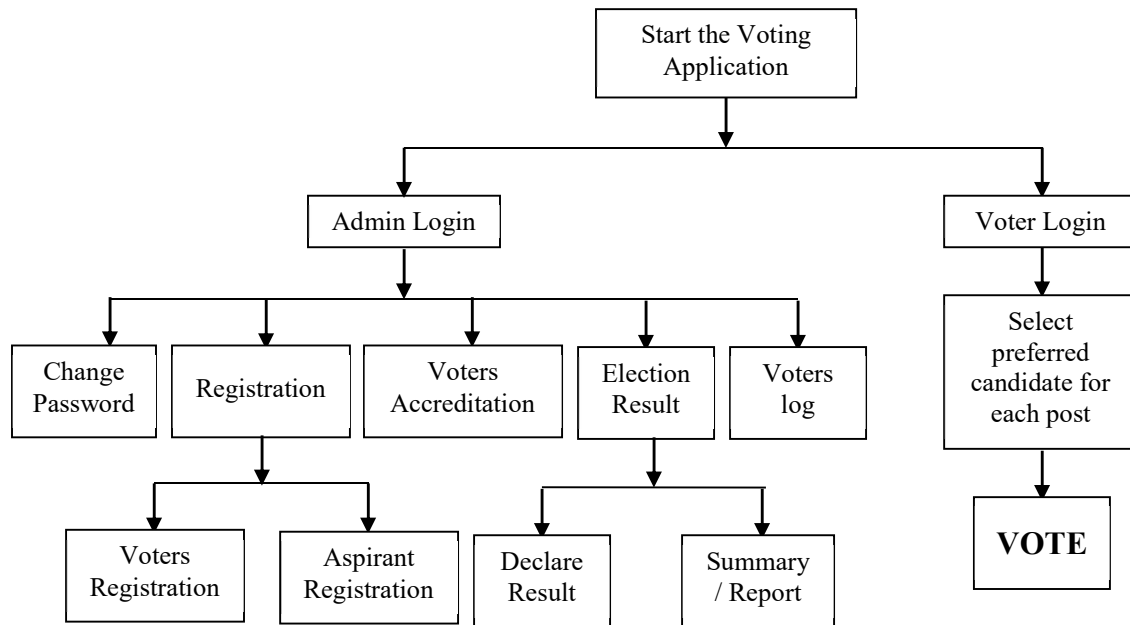 Start the Voting
Application
Admin Login
Voter Login
Change
Password
Registration
Voters
Accreditation
Election
Result
Voters
log
Select
preferred
candidate for
each post
Voters
Registration
Aspirant
Registration
Declare
Result
Summary
/ Report
VOTE